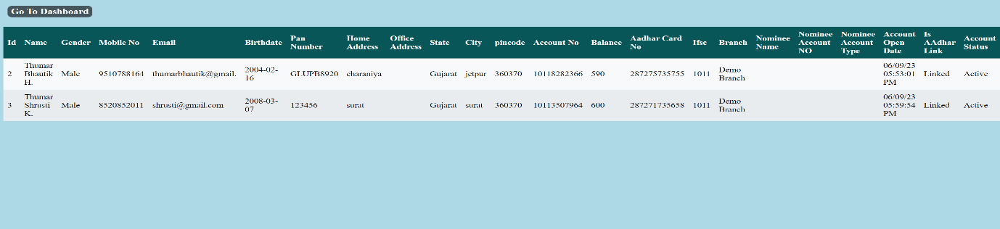 Go To Dashboard
Id Name Gender Mobile No Email Birthdate Pan Number Home Address Office Address State City pincode Account No Balance Aadhar Card No Ifsc Branch Nominee Name Nominee Account NO Nominee Account Type Account Open Date Is AAdhar Link Account Status
2 Thumar Bhautik H. Male 9510788164 thumarbhautik@gmail. 2004-02-16 GLUPB8920 charaniya Gujarat jetpur 360370 10118282366 590 287275735755 1011 Demo Branch 06/09/23 05:53:01 PM Linked Active
3 Thumar Shrusti K. Male 8520852011 shrusti@gmail.com 2008-03-07 123456 surat Gujarat surat 360370 10113507964 600 287271735658 1011 Demo Branch 06/09/23 05:59:54 PM Linked Active